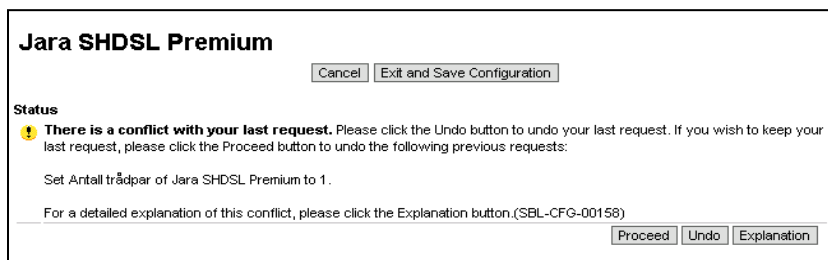 Jara SHDSL Premium
Cancel Exit and Save Configuration
Status
There is a conflict with your last request. Please click the Undo button to undo your last request. If you wish to keep your
last request, please click the Proceed button to undo the following previous requests:
Set Antall trådpar of Jara SHDSL Premium to 1.
For a detailed explanation of this conflict, please click the Explanation button.(SBL-CFG-00158)
Proceed Undo Explanation